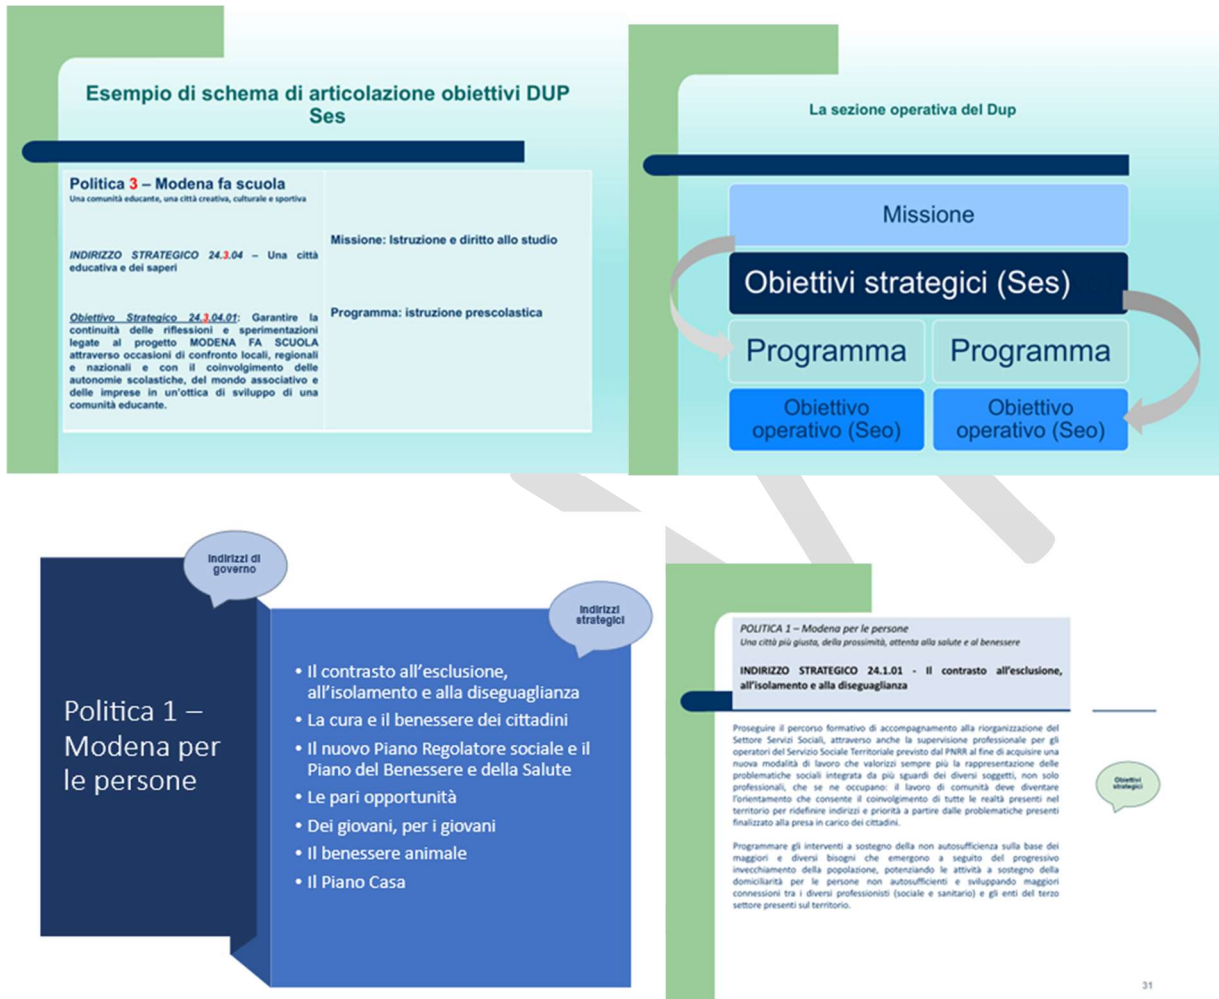 Esempio di schema di articolazione obiettivi DUP
Ses
Politica 3 – Modena fa scuola
Una comunità educante, una città creativa, culturale e sportiva
INDIRIZZO STRATEGICO 24.3.04 – Una città
educativa e dei saperi
Obiettivo Strategico 24.3.04.01: Garantire la
continuità delle riflessioni e sperimentazioni
legate al progetto MODENA FA SCUOLA
attraverso occasioni di confronto locali, regionali
e nazionali e con il coinvolgimento delle
autonomie scolastiche, del mondo associativo e
delle imprese in un'ottica di sviluppo di una
comunità educante.
Missione: Istruzione e diritto allo studio
Programma: istruzione prescolastica
La sezione operativa del Dup
Missione
Obiettivi strategici (Ses)
Programma
Programma
Obiettivo
operativo (Seo)
Obiettivo
operativo (Seo)
Indirizzi di
governo
Indirizzi
strategici
Politica 1 –
Modena per
le persone
• Il contrasto all'esclusione,
all'isolamento e alla diseguaglianza
• La cura e il benessere dei cittadini
• Il nuovo Piano Regolatore sociale e il
Piano del Benessere e della Salute
• Le pari opportunità
• Dei giovani, per i giovani
• Il benessere animale
• Il Piano Casa
POLITICA 1 – Modena per le persone
Una città più giusta, della prossimità, attenta alla salute e al benessere
INDIRIZZO STRATEGICO 24.1.01 - Il contrasto all'esclusione,
all'isolamento e alla diseguaglianza
Proseguire il percorso formativo di accompagnamento alla riorganizzazione del
Settore Servizi Sociali, attraverso anche la supervisione professionale per gli
operatori del Servizio Sociale Territoriale previsto dal PNRR al fine di acquisire una
nuova modalità di lavoro che valorizzi sempre più la rappresentazione delle
problematiche sociali integrata da più sguardi dei diversi soggetti, non solo
professionali, che se ne occupano: il lavoro di comunità deve diventare
l'orientamento che consente il coinvolgimento di tutte le realtà presenti nel
territorio per ridefinire indirizzi e priorità a partire dalle problematiche presenti
finalizzato alla presa in carico dei cittadini.
Programmare gli interventi a sostegno della non autosufficienza sulla base dei
maggiori e diversi bisogni che emergono a seguito del progressivo
invecchiamento della popolazione, potenziando le attività a sostegno della
domiciliarità per le persone non autosufficienti e sviluppando maggiori
connessioni tra i diversi professionisti (sociale e sanitario) e gli enti del terzo
settore presenti sul territorio.
Obiettivi
strategici
31